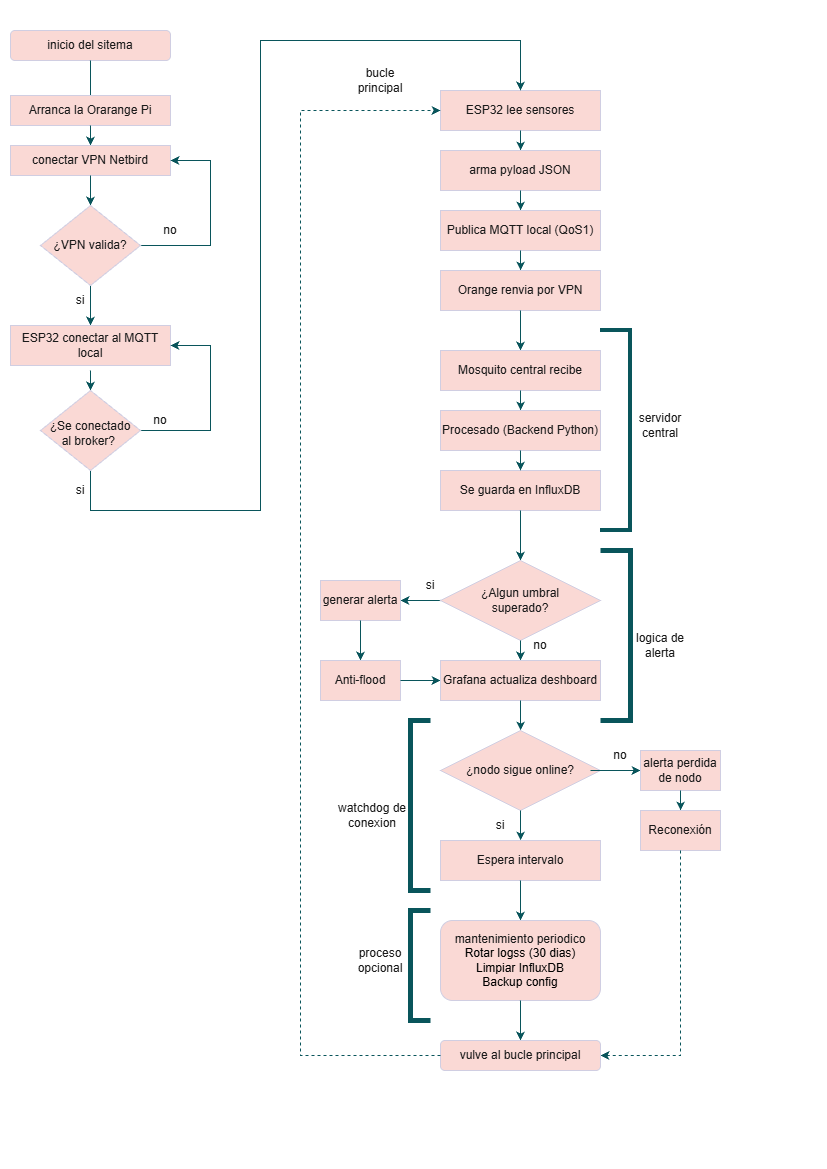 inicio del sitema
Arranca la Orarange Pi
conectar VPN Netbird
¿VPN valida?
no
si
ESP32 conectar al MQTT
local
¿Se conectado
al broker?
no
si
bucle
principal
ESP32 lee sensores
arma pyload JSON
Publica MQTT local (QoS1)
Orange renvia por VPN
Mosquito central recibe
Procesado (Backend Python)
Se guarda en InfluxDB
servidor
central
¿Algun umbral
superado?
si
generar alerta
no
Anti-flood
Grafana actualiza deshboard
logica de
alerta
¿nodo sigue online?
no
alerta perdida
de nodo
Reconexión
si
watchdog de
conexion
Espera intervalo
proceso
opcional
mantenimiento periodico
Rotar logss (30 dias)
Limpiar InfluxDB
Backup config
vulve al bucle principal